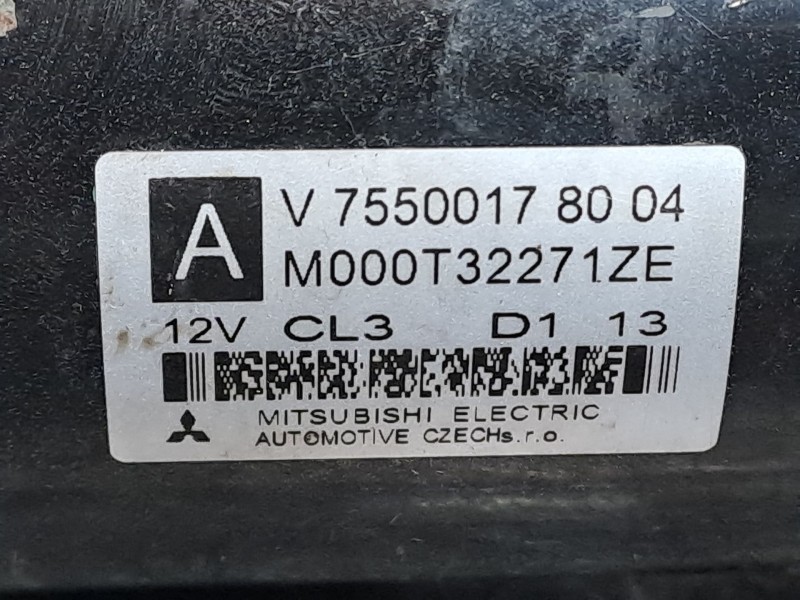 A
V 7550017 80 04
M000T32271ZE
12V CL3 D1 13
MITSUBISHI ELECTRIC
AUTOMOTIVE CZECHs.r.o.